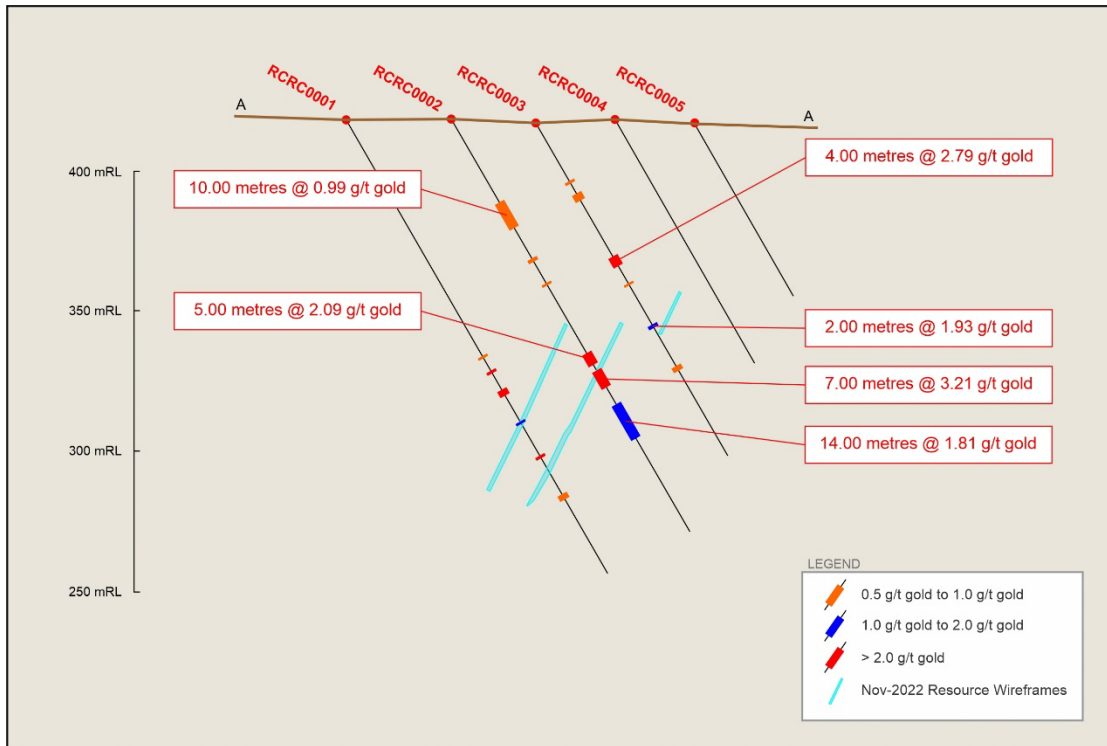 RCRC0001
RCRC0002
RCRC0003
RCRC0004
RCRC0005
A
A
400 mRL
350 mRL
300 mRL
250 mRL
10.00 metres @ 0.99 g/t gold
5.00 metres @ 2.09 g/t gold
4.00 metres @ 2.79 g/t gold
2.00 metres @ 1.93 g/t gold
7.00 metres @ 3.21 g/t gold
14.00 metres @ 1.81 g/t gold
LEGEND
0.5 g/t gold to 1.0 g/t gold
1.0 g/t gold to 2.0 g/t gold
> 2.0 g/t gold
Nov-2022 Resource Wireframes